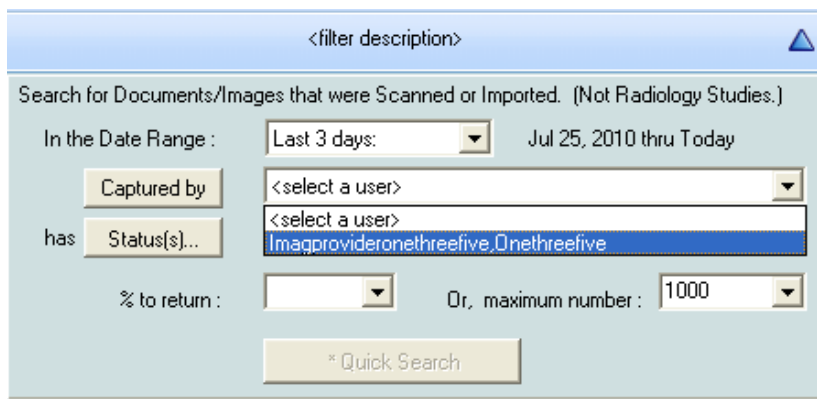 <filter description>
Search for Documents/Images that were Scanned or Imported. (Not Radiology Studies.)
In the Date Range : Last 3 days: Jul 25, 2010 thru Today
Captured by <select a user>
<select a user>
has Status(s)... Imagprovideronethreefive,Onethreefive
% to return : Or, maximum number : 1000
* Quick Search